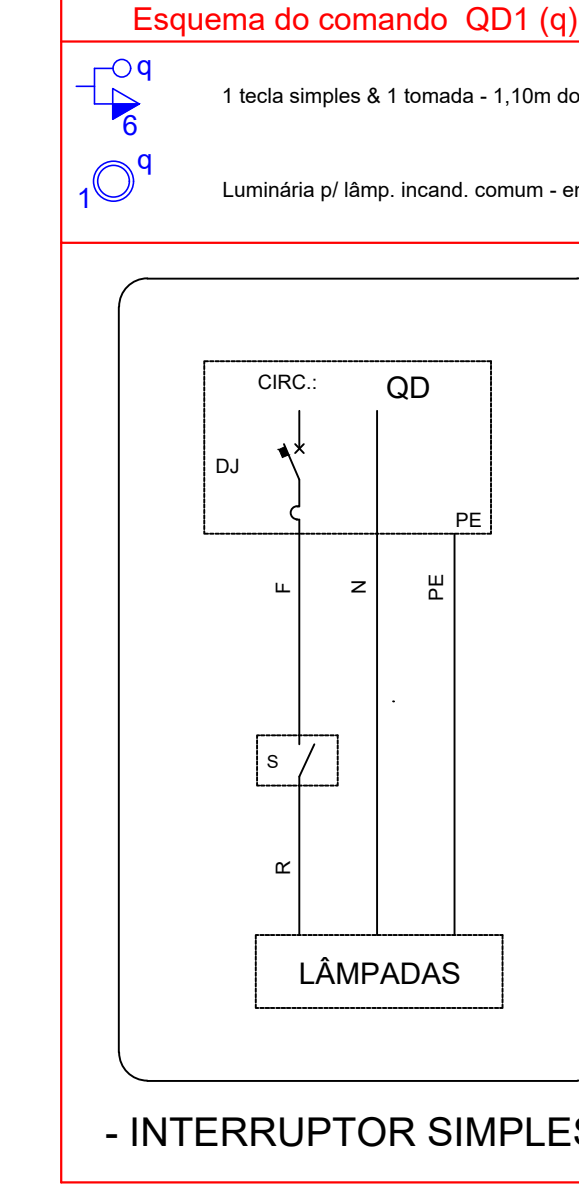 Esquema do comando QD1 (q)
q
1 tecla simples & 1 tomada - 1,10m do
6
q
1
Luminária p/ lâmp. incand. comum -
CIRC.:
QD
DJ
PE
F
N
PE
S
R
LÂMPADAS
- INTERRUPTOR SIMPLES